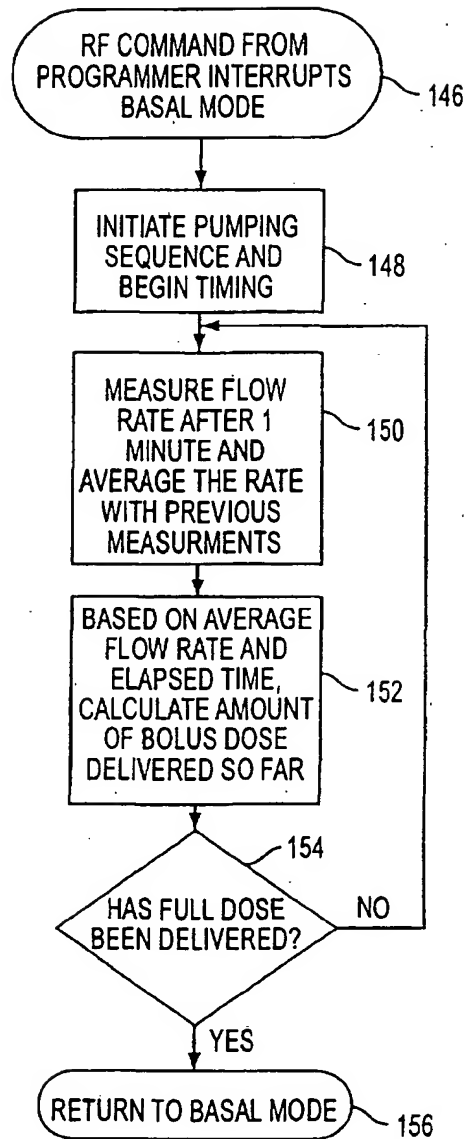 RF COMMAND FROM
PROGRAMMER INTERRUPTS
BASAL MODE
146
INITIATE PUMPING
SEQUENCE AND
BEGIN TIMING
148
MEASURE FLOW
RATE AFTER 1
MINUTE AND
AVERAGE THE RATE
WITH PREVIOUS
MEASURMENTS
150
BASED ON AVERAGE
FLOW RATE AND
ELAPSED TIME,
CALCULATE AMOUNT
OF BOLUS DOSE
DELIVERED SO FAR
152
154
HAS FULL DOSE
BEEN DELIVERED?
NO
YES
RETURN TO BASAL MODE
156